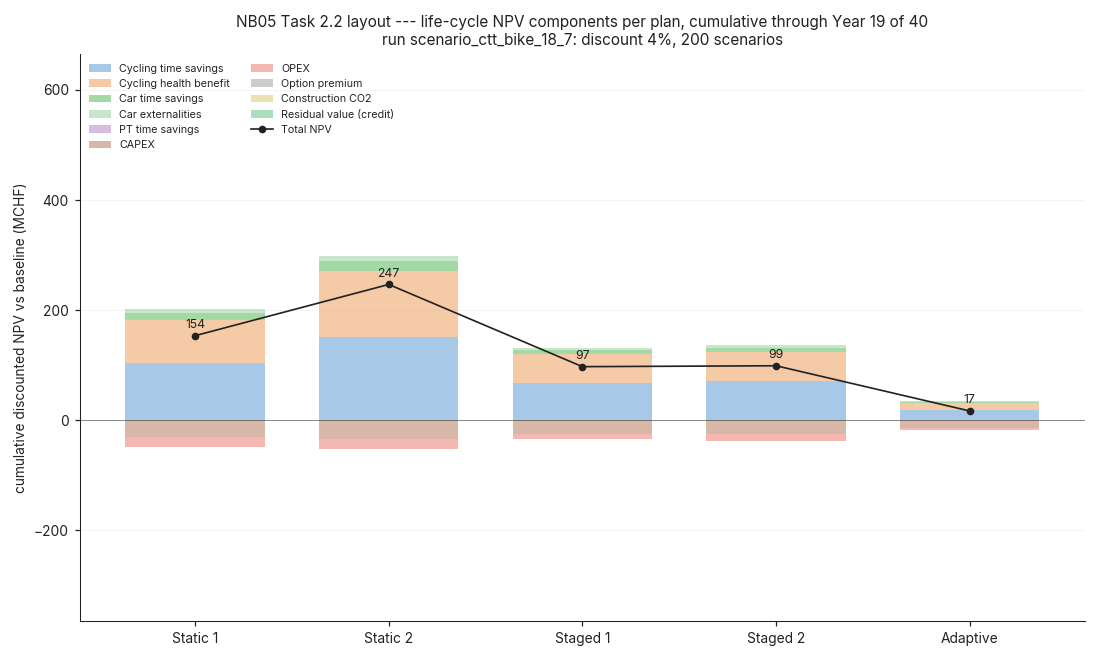 NB05 Task 2.2 layout --- life-cycle NPV components per plan, cumulative through Year 19 of 40
run scenario_ctt_bike_18_7: discount 4%, 200 scenarios
Cycling time savings
Cycling health benefit
Car time savings
Car externalities
PT time savings
CAPEX
OPEX
Option premium
Construction CO2
Residual value (credit)
Total NPV
cumulative discounted NPV vs baseline (MCHF)
600
400
200
0
−200
154
247
97
99
17
Static 1
Static 2
Staged 1
Staged 2
Adaptive